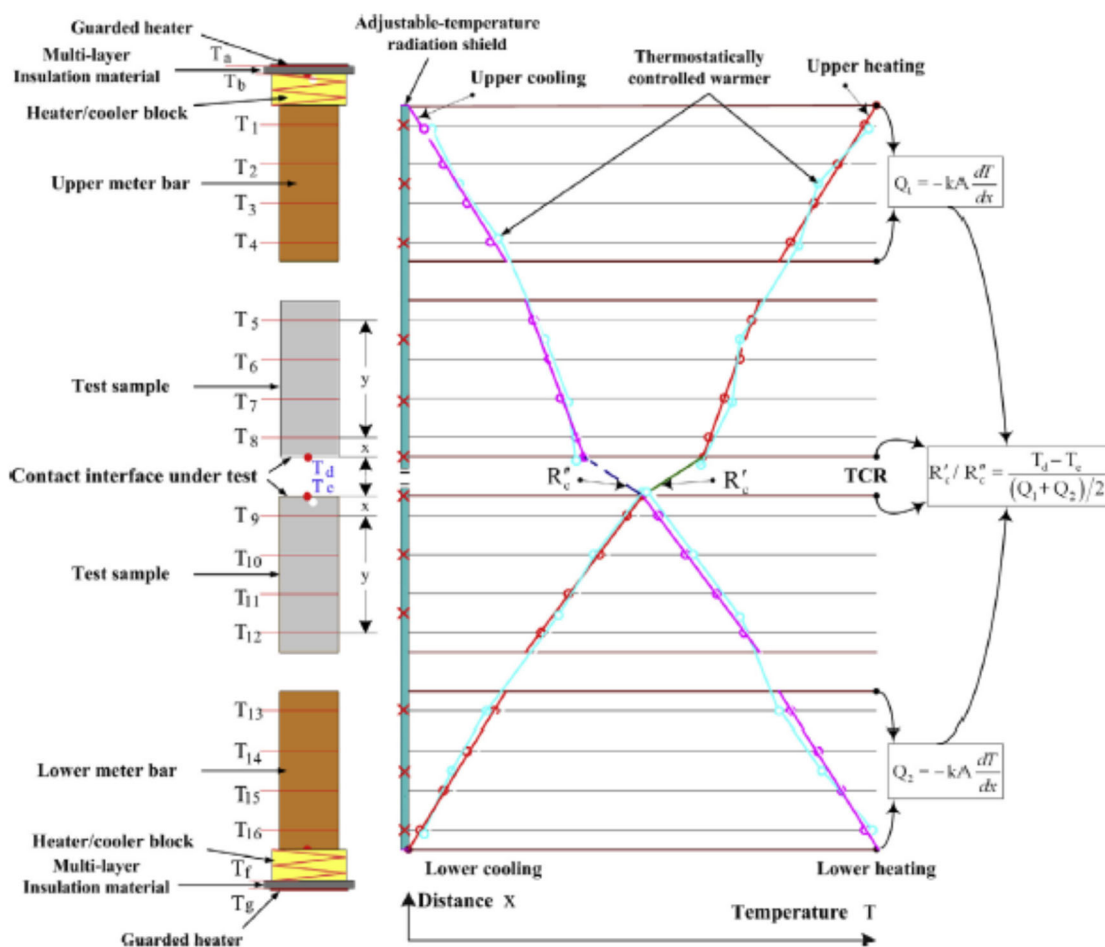 Guarded heater
Multi-layer
Insulation material
Heater/cooler block
Upper meter bar
Test sample
Contact interface under test
Test sample
Lower meter bar
Heater/cooler block
Multi-layer
Insulation material
Guarded heater
Ta
Tb
T1
T2
T3
T4
T5
T6
T7
T8
Td
Te
T9
T10
T11
T12
T13
T14
T15
T16
Tf
Tg
y
x
x
y
Adjustable-temperature
radiation shield
Upper cooling
Thermostatically
controlled warmer
Upper heating
R″c
R′c
TCR
Lower cooling
Lower heating
Distance X
Temperature T
Q1 = -kA dT/dx
R′c / R″c = (Td - Te) / ((Q1 + Q2)/2)
Q2 = -kA dT/dx